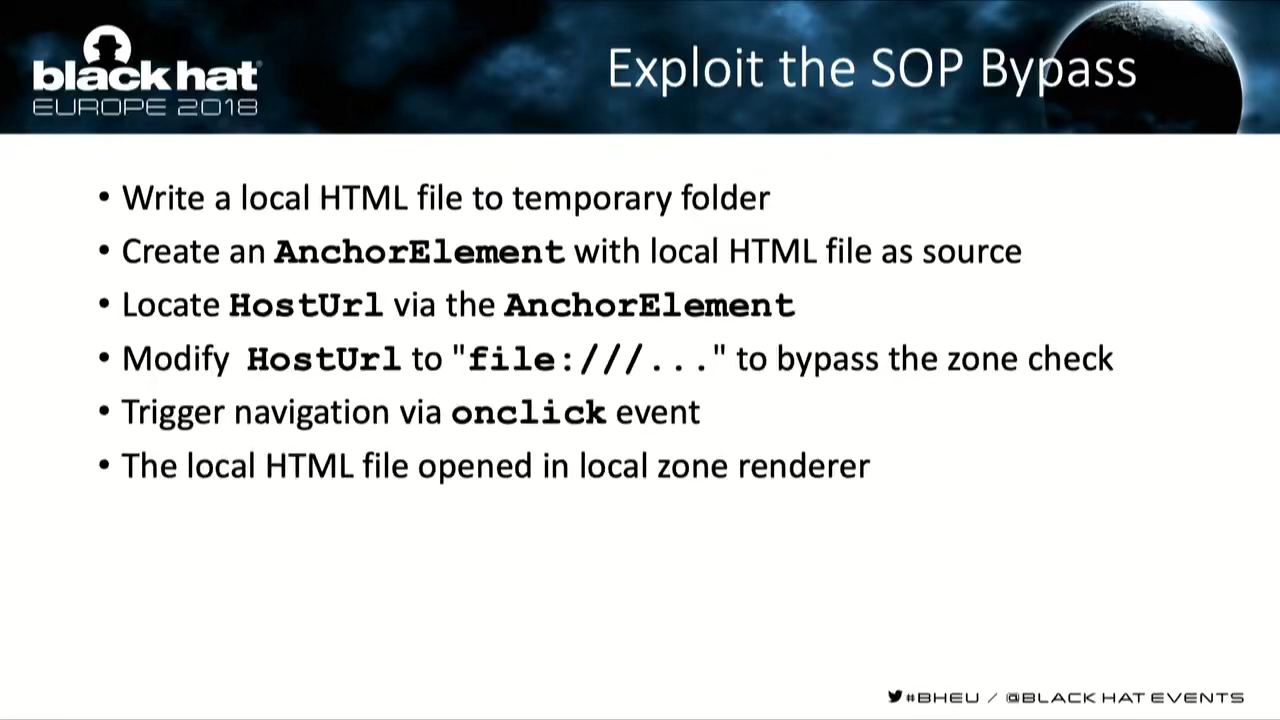 black hat
EUROPE 2018
Exploit the SOP Bypass
• Write a local HTML file to temporary folder
• Create an AnchorElement with local HTML file as source
• Locate HostUrl via the AnchorElement
• Modify HostUrl to "file:///..." to bypass the zone check
• Trigger navigation via onclick event
• The local HTML file opened in local zone renderer
#BHEU / @BLACK HAT EVENTS